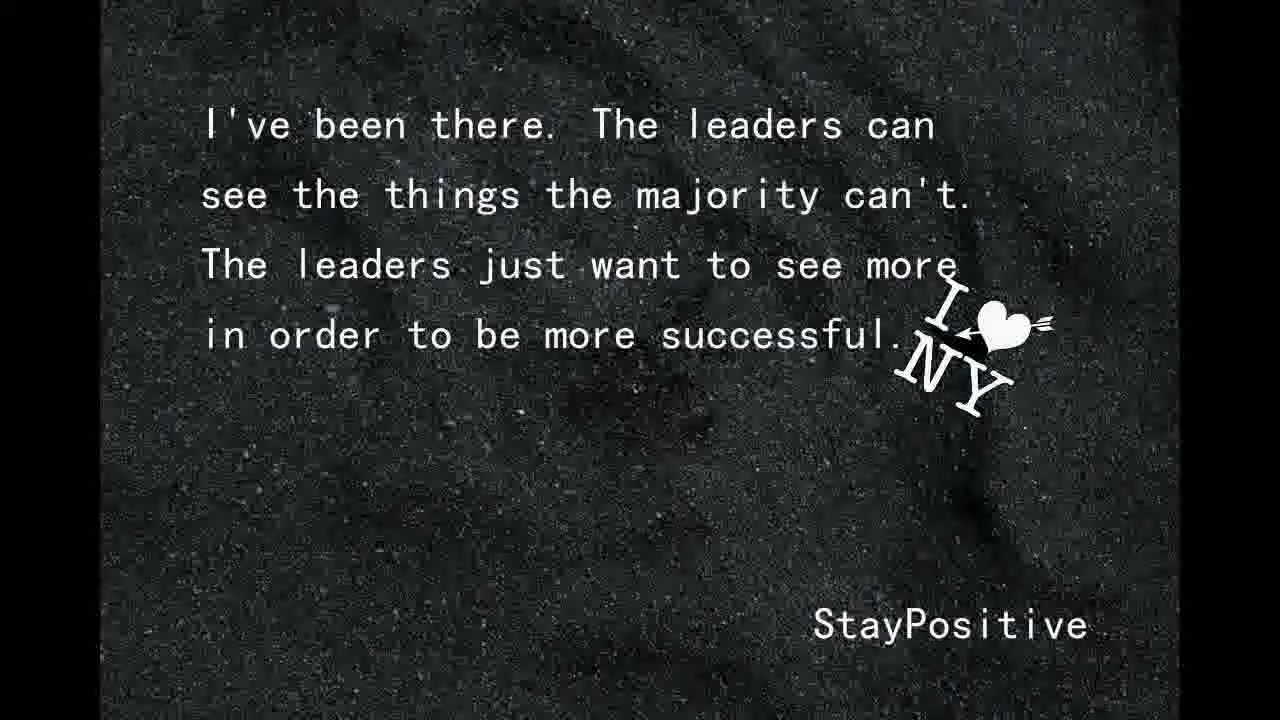 I've been there. The leaders can
see the things the majority can't.
The leaders just want to see more
in order to be more successful.
I
NY
StayPositive